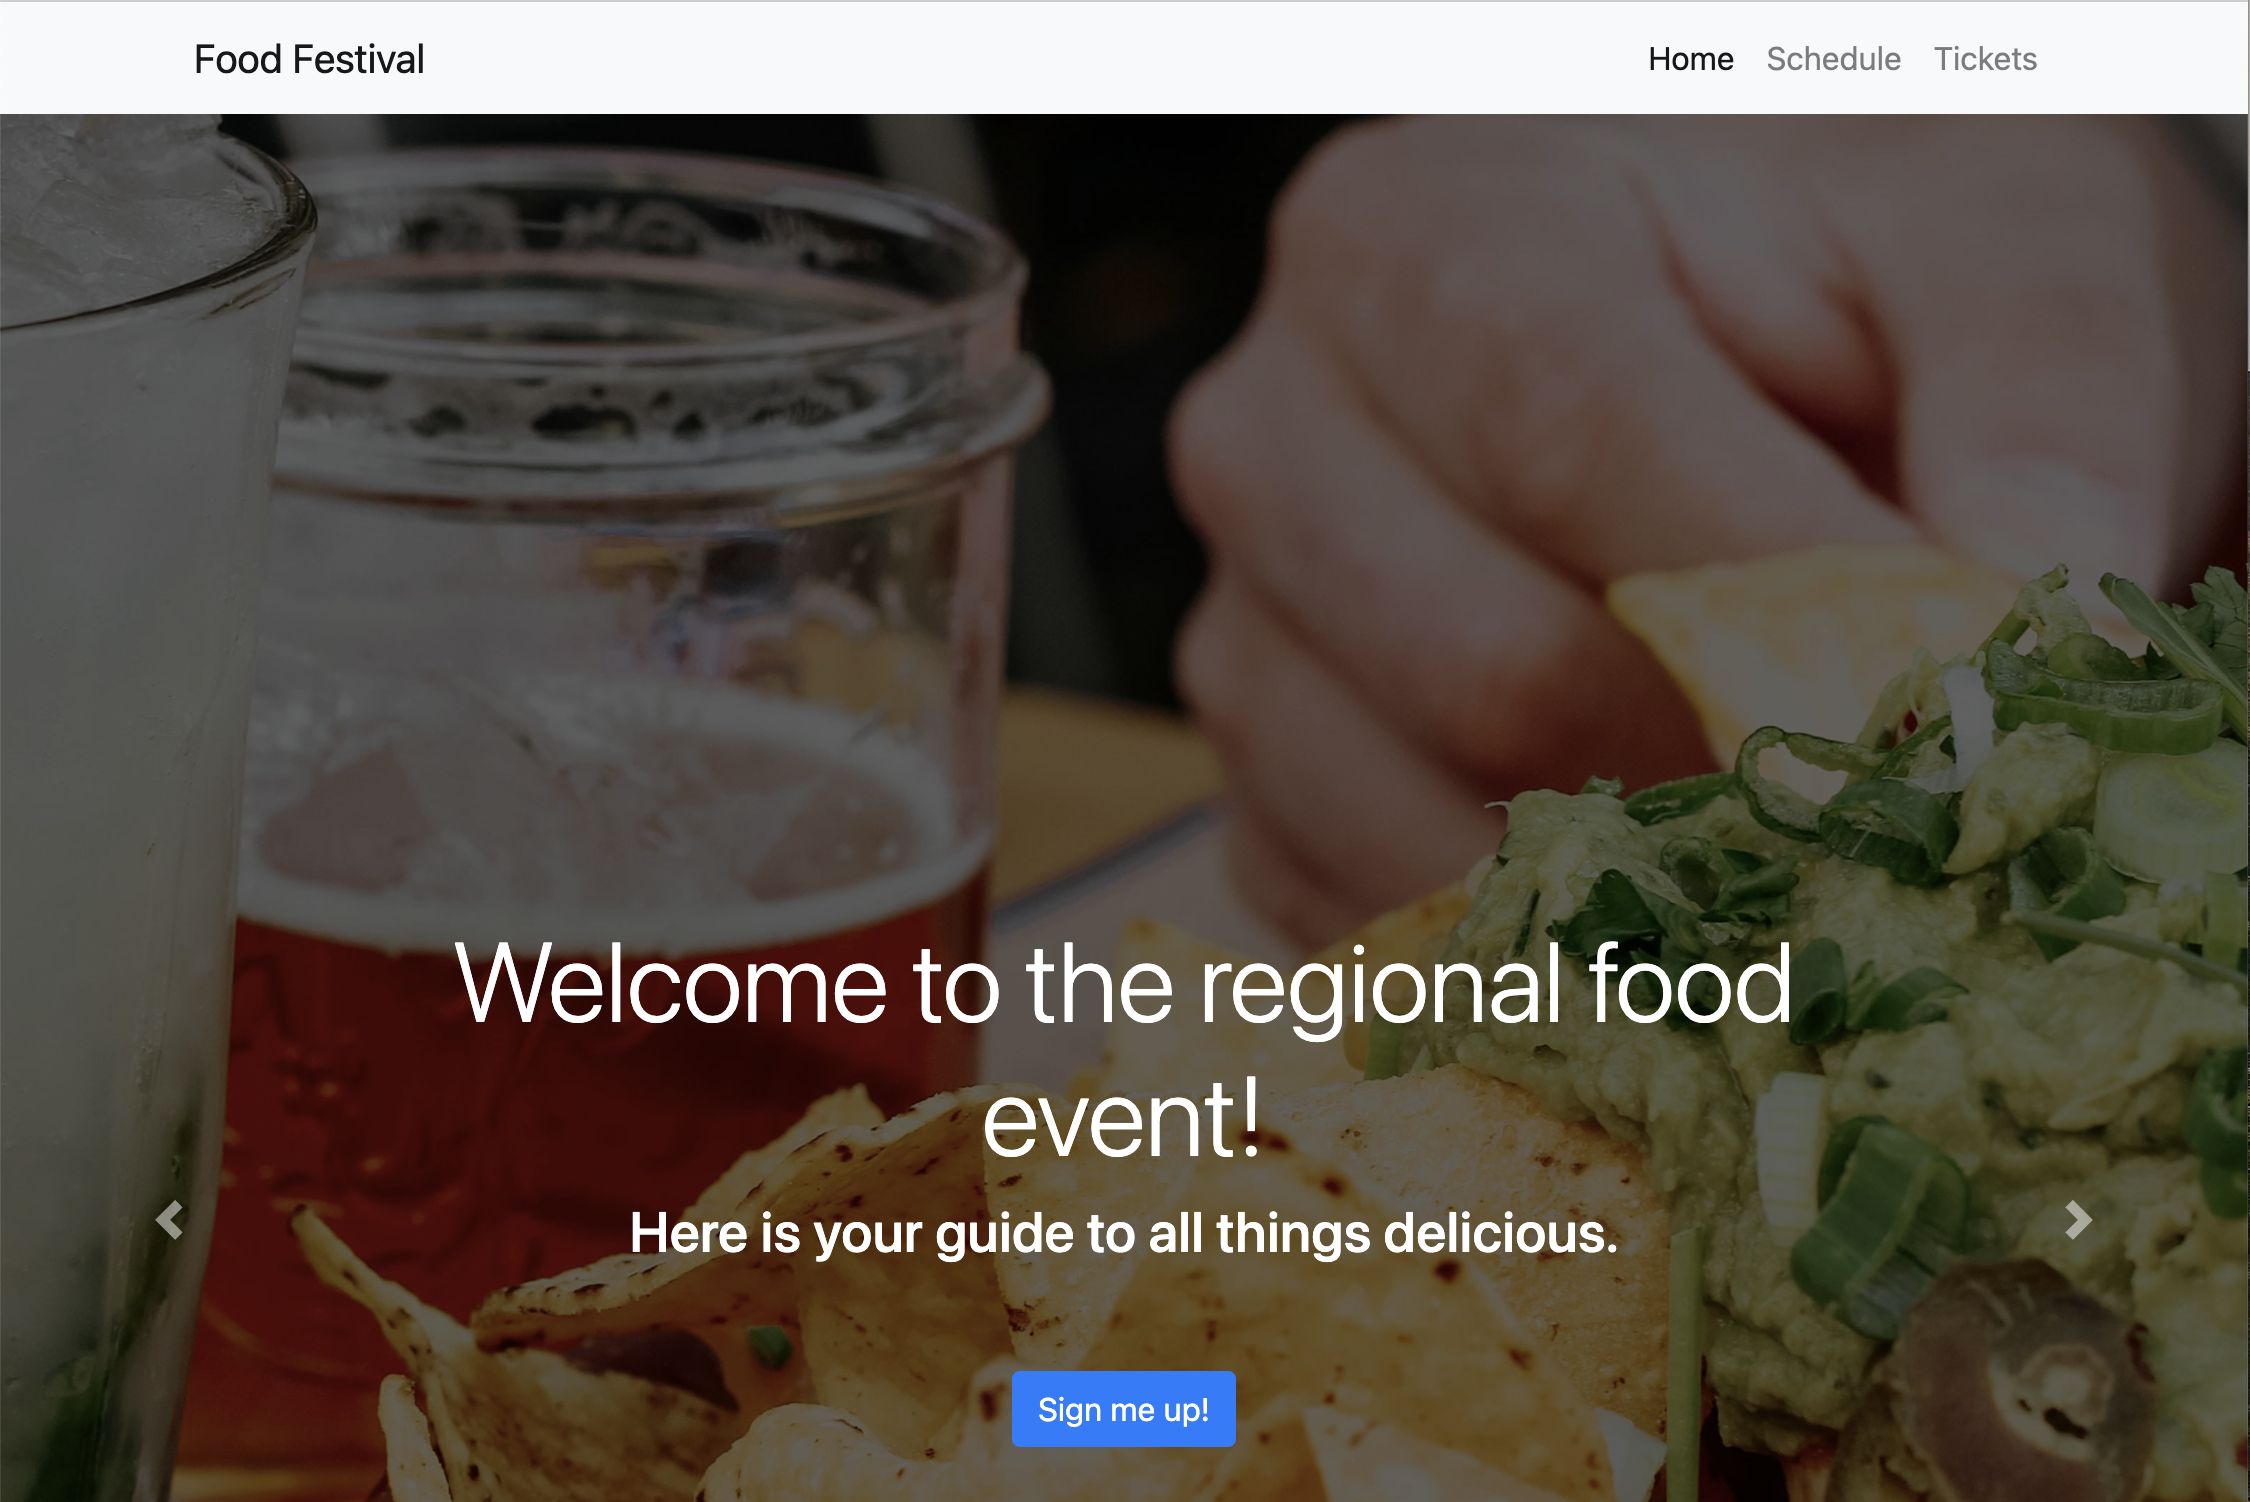 Food Festival
Home Schedule Tickets
Welcome to the regional food
event!
Here is your guide to all things delicious.
Sign me up!